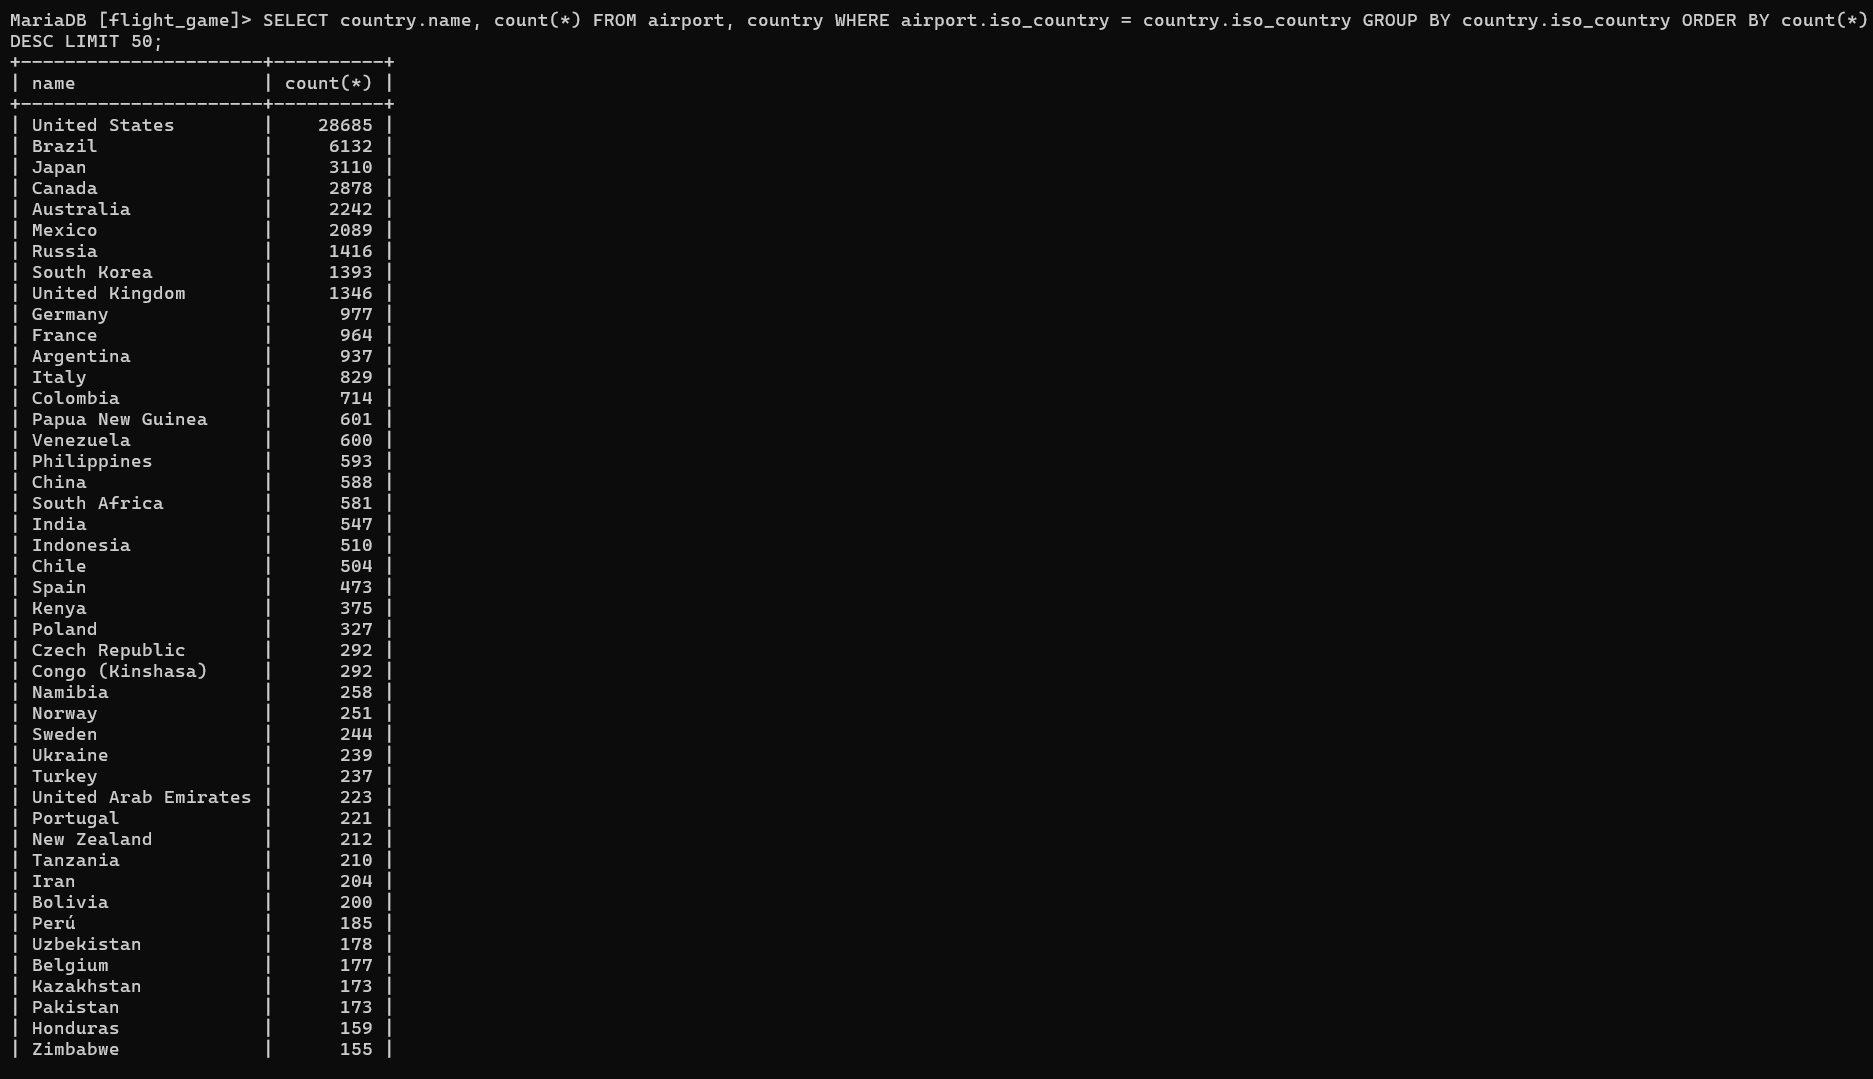 MariaDB [flight_game]> SELECT country.name, count(*) FROM airport, country WHERE airport.iso_country = country.iso_country GROUP BY country.iso_country ORDER BY count(*)
DESC LIMIT 50;
+----------------------+----------+
| name                 | count(*) |
+----------------------+----------+
| United States        |    28685 |
| Brazil               |     6132 |
| Japan                |     3110 |
| Canada               |     2878 |
| Australia            |     2242 |
| Mexico               |     2089 |
| Russia               |     1416 |
| South Korea          |     1393 |
| United Kingdom       |     1346 |
| Germany              |      977 |
| France               |      964 |
| Argentina            |      937 |
| Italy                |      829 |
| Colombia             |      714 |
| Papua New Guinea     |      601 |
| Venezuela            |      600 |
| Philippines          |      593 |
| China                |      588 |
| South Africa         |      581 |
| India                |      547 |
| Indonesia            |      510 |
| Chile                |      504 |
| Spain                |      473 |
| Kenya                |      375 |
| Poland               |      327 |
| Czech Republic       |      292 |
| Congo (Kinshasa)     |      292 |
| Namibia              |      258 |
| Norway               |      251 |
| Sweden               |      244 |
| Ukraine              |      239 |
| Turkey               |      237 |
| United Arab Emirates |      223 |
| Portugal             |      221 |
| New Zealand          |      212 |
| Tanzania             |      210 |
| Iran                 |      204 |
| Bolivia              |      200 |
| Perú                 |      185 |
| Uzbekistan           |      178 |
| Belgium              |      177 |
| Kazakhstan           |      173 |
| Pakistan             |      173 |
| Honduras             |      159 |
| Zimbabwe             |      155 |